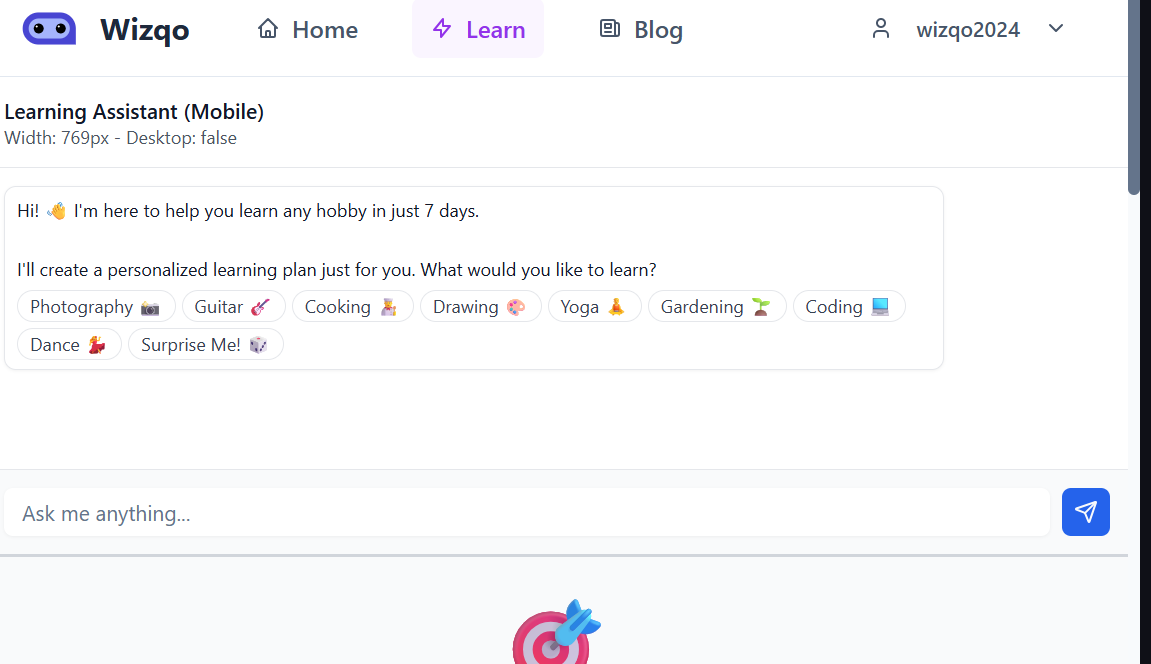 Wizqo Home Learn Blog wizqo2024
Learning Assistant (Mobile)
Width: 769px - Desktop: false
Hi! 👋 I'm here to help you learn any hobby in just 7 days.
I'll create a personalized learning plan just for you. What would you like to learn?
Photography 📷 Guitar 🎸 Cooking 👨‍🍳 Drawing 🎨 Yoga 🧘 Gardening 🌱 Coding 💻
Dance 💃 Surprise Me! 🎲
Ask me anything...